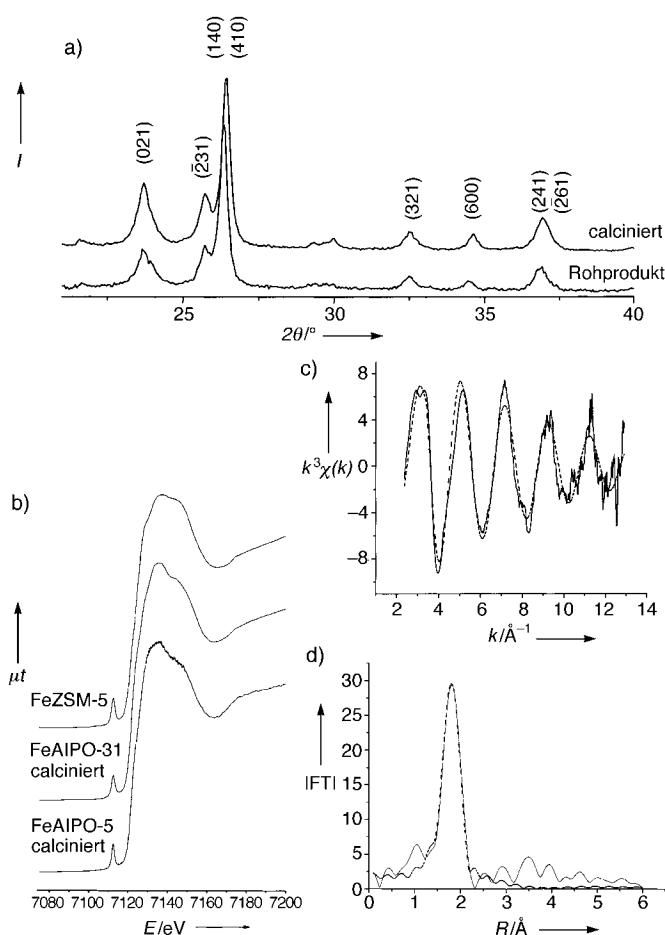 a)
I
(021)
(2̄31)
(140)
(410)
(321)
(600)
(241)
(2̄61)
calciniert
Rohprodukt
25 30 35 40
2θ/°
b)
μt
FeZSM-5
FeAlPO-31
calciniert
FeAlPO-5
calciniert
7080 7100 7120 7140 7160 7180 7200
E/eV
c)
k³χ(k)
8
4
0
−4
−8
2 4 6 8 10 12 14
k/Å⁻¹
d)
|FT|
30
25
20
15
10
5
0
0 1 2 3 4 5 6
R/Å